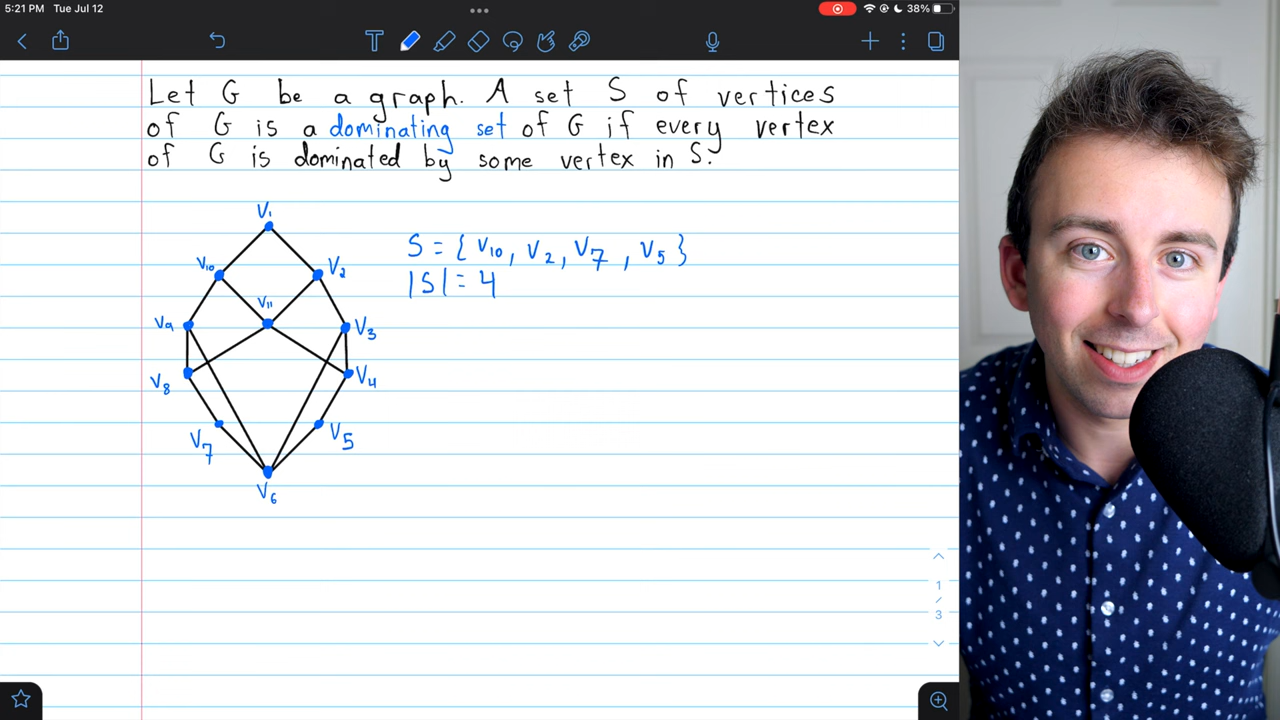 5:21 PM Tue Jul 12
38%
Let G be a graph. A set S of vertices
of G is a dominating set of G if every vertex
of G is dominated by some vertex in S.
V₁
V₁₀
V₂
V₁₁
V₉
V₃
V₈
V₄
V₇
V₅
V₆
S = { V₁₀, V₂, V₇, V₅ }
|S| = 4
T
1
/
3